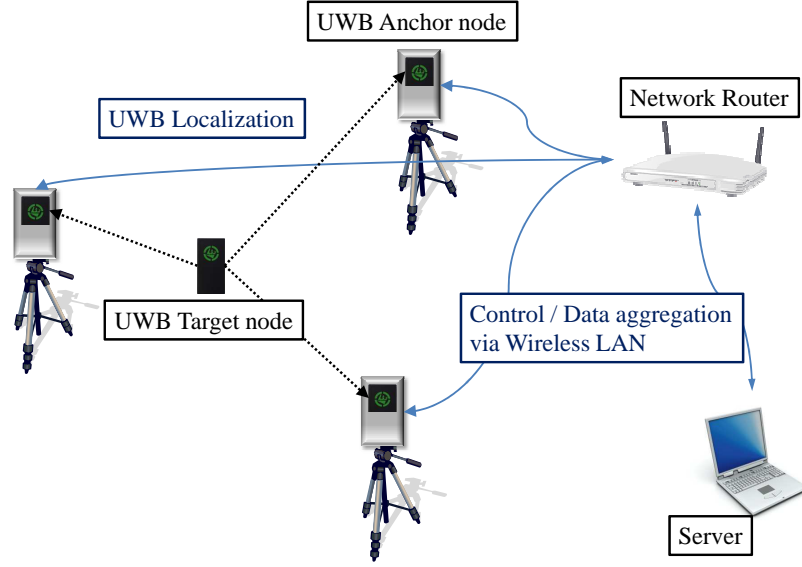 UWB Anchor node
Network Router
UWB Localization
UWB Target node
Control / Data aggregation
via Wireless LAN
Server